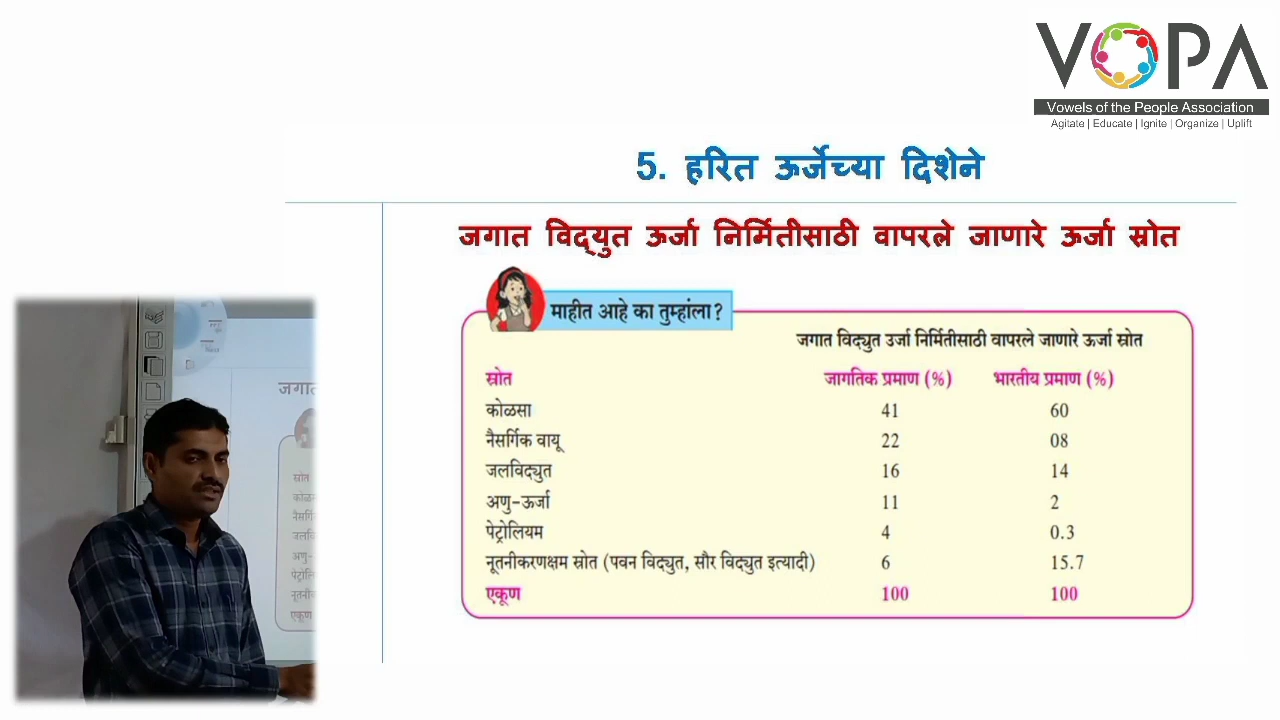 VOPA
Vowels of the People Association
Agitate | Educate | Ignite | Organize | Uplift
5. हरित ऊर्जेच्या दिशेने
जगात विद्युत ऊर्जा निर्मितीसाठी वापरले जाणारे ऊर्जा स्रोत
माहीत आहे का तुम्हांला?
जगात विद्युत उर्जा निर्मितीसाठी वापरले जाणारे ऊर्जा स्रोत
स्रोत जागतिक प्रमाण (%) भारतीय प्रमाण (%)
कोळसा 41 60
नैसर्गिक वायू 22 08
जलविद्युत 16 14
अणु-ऊर्जा 11 2
पेट्रोलियम 4 0.3
नूतनीकरणक्षम स्रोत (पवन विद्युत, सौर विद्युत इत्यादी) 6 15.7
एकूण 100 100
जगात
स्रोत